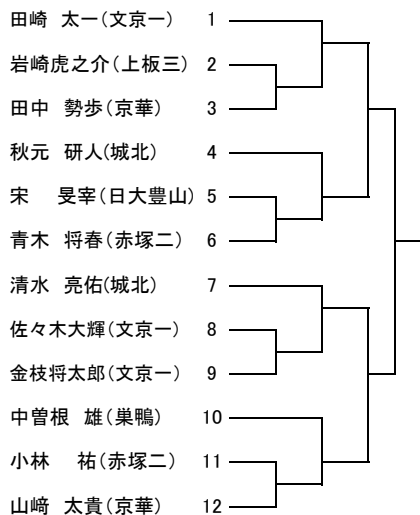 田崎 太一(文京一) 1
岩崎虎之介(上板三) 2
田中 勢歩(京華) 3
秋元 研人(城北) 4
宋 旻宰(日大豊山) 5
青木 将春(赤塚二) 6
清水 亮佑(城北) 7
佐々木大輝(文京一) 8
金枝将太郎(文京一) 9
中曽根 雄(巣鴨) 10
小林 祐(赤塚二) 11
山﨑 太貴(京華) 12